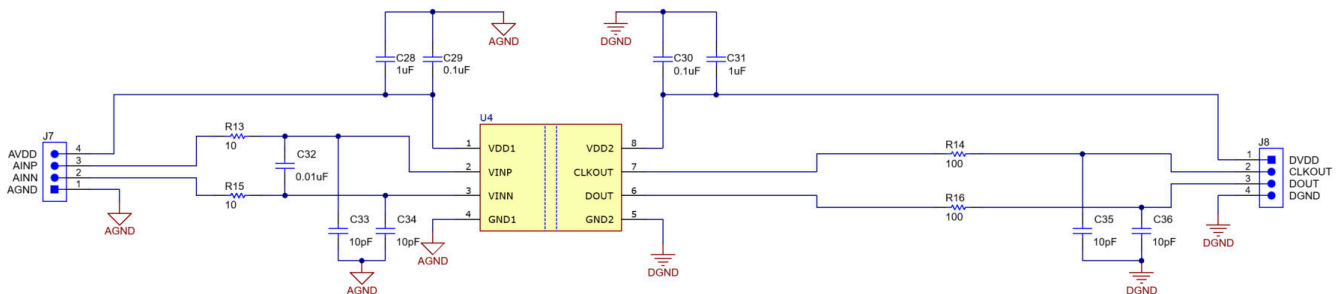 AGND
DGND
C28
1uF
C29
0.1uF
C30
0.1uF
C31
1uF
U4
J7
AVDD 4
AINP 3
AINN 2
AGND 1
R13
10
C32
0.01uF
R15
10
AGND
C33
10pF
C34
10pF
AGND
1 VDD1 VDD2 8
2 VINP CLKOUT 7
3 VINN DOUT 6
4 GND1 GND2 5
AGND
DGND
R14
100
R16
100
C35
10pF
C36
10pF
DGND
J8
1 DVDD
2 CLKOUT
3 DOUT
4 DGND
DGND